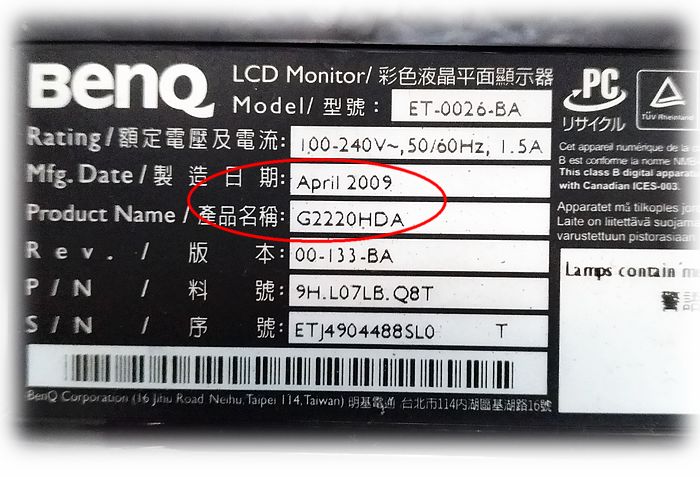 BenQ
LCD Monitor/彩色液晶平面顯示器
Model/型號: ET-0026-BA
Rating/額定電壓及電流: 100-240V~,50/60Hz, 1.5A
Mfg. Date/製造日期: April 2009
Product Name/產品名稱: G2220HDA
Rev./版本: 00-133-BA
P/N/料號: 9H.L07LB.Q8T
S/N/序號: ETJ4904488SL0 T
BenQ Corporation (16 Jihu Road, Neihu, Taipei 114, Taiwan) 明基電通 台北市114內湖區基湖路16號
PC
リサイクル
TÜV Rheinland
Cet appareil numérique de la
B est conforme la norme NMB
This class B digital apparat
with Canadian ICES-003.
Apparatet må tilkoples jor
Laite on liitettävä suojama
varustettuun pistorasiaan
Lamps contain m
警